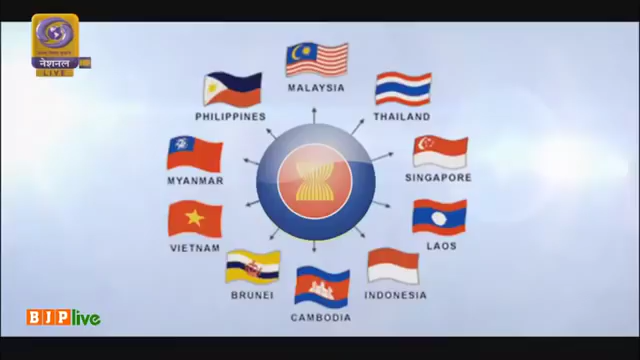 नेशनल
LIVE
MALAYSIA
PHILIPPINES
THAILAND
MYANMAR
SINGAPORE
VIETNAM
LAOS
BRUNEI
INDONESIA
CAMBODIA
BJP live